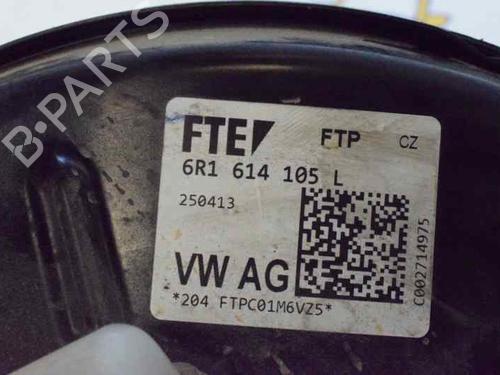 B-PARTS
FTE FTP CZ
6R1 614 105 L
250413
VW AG
*204 FTPC01M6VZ5*
C002714975